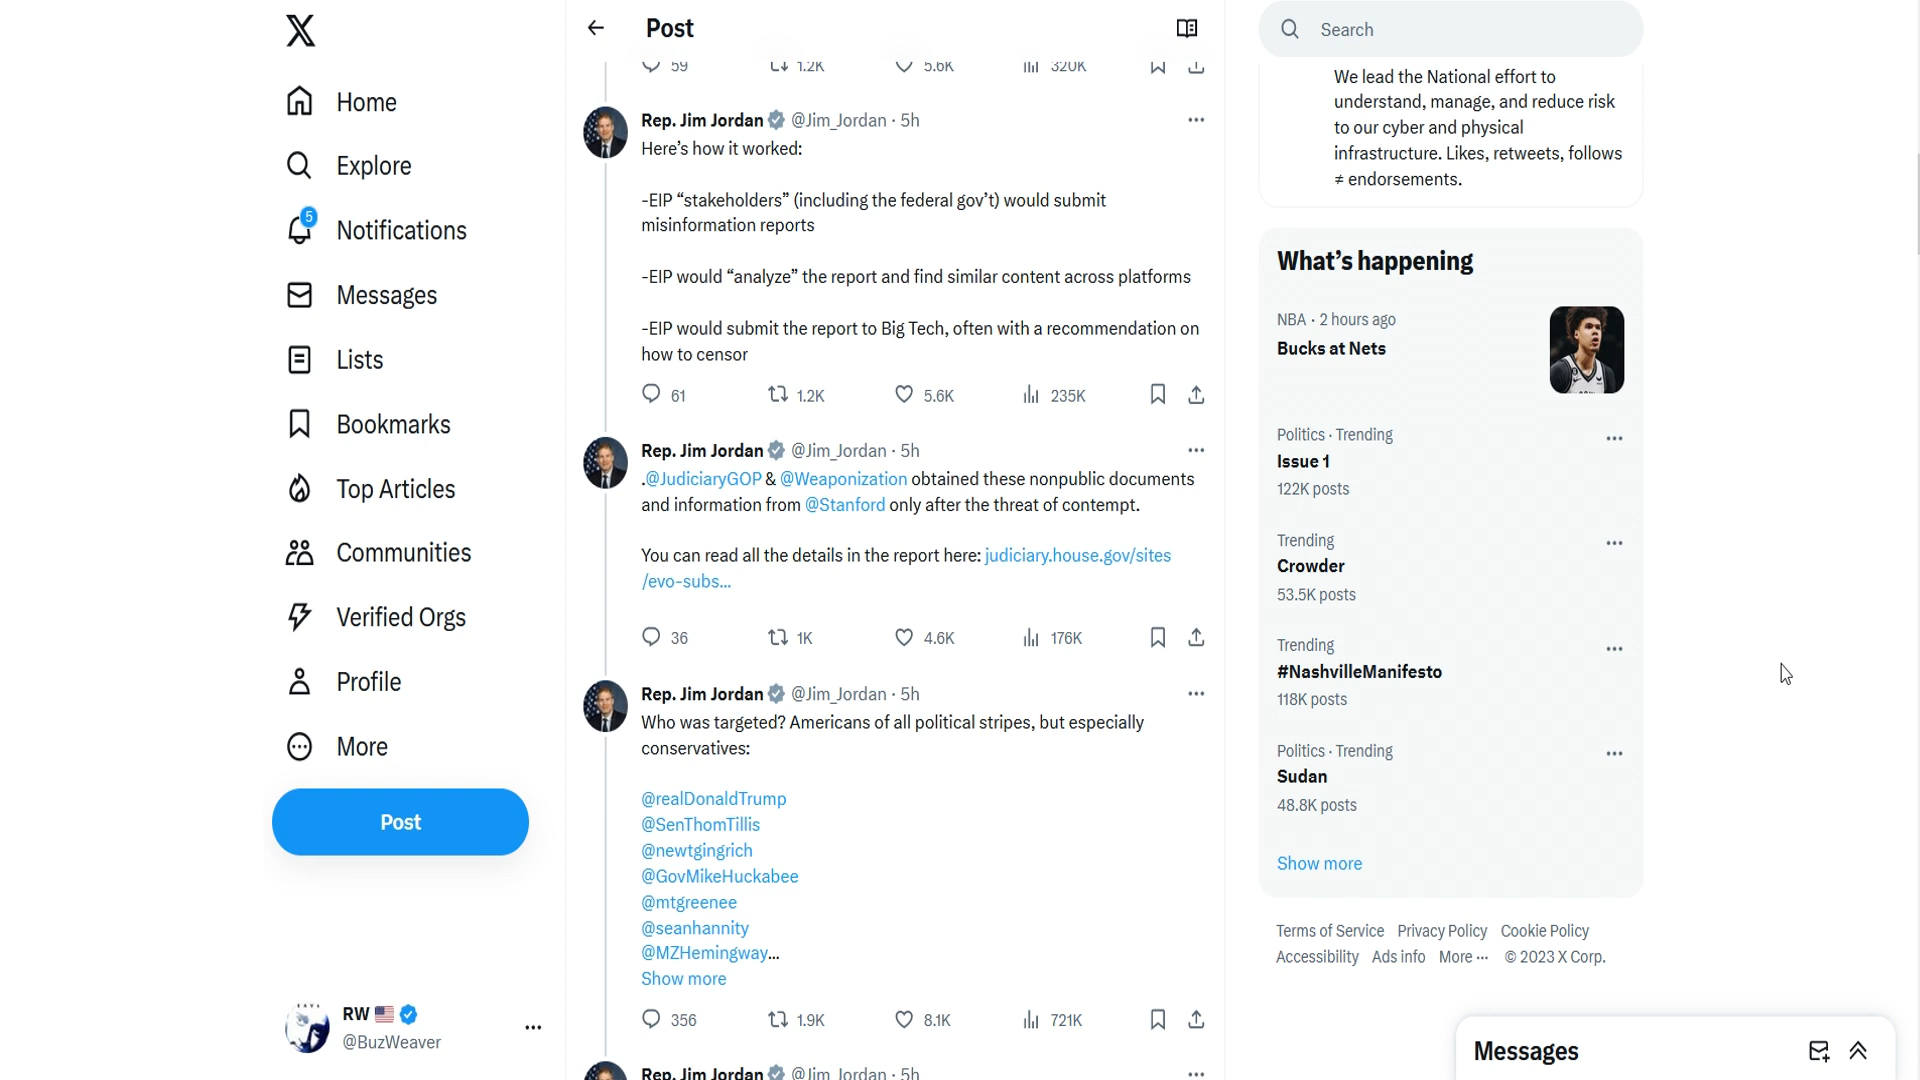 Home
Explore
5
Notifications
Messages
Lists
Bookmarks
Top Articles
Communities
Verified Orgs
Profile
More
Post
RW
@BuzWeaver
Post
59 1.2K 5.6K 320K
Rep. Jim Jordan @Jim_Jordan · 5h
Here’s how it worked:
-EIP “stakeholders” (including the federal gov’t) would submit
misinformation reports
-EIP would “analyze” the report and find similar content across platforms
-EIP would submit the report to Big Tech, often with a recommendation on
how to censor
61 1.2K 5.6K 235K
Rep. Jim Jordan @Jim_Jordan · 5h
.@JudiciaryGOP & @Weaponization obtained these nonpublic documents
and information from @Stanford only after the threat of contempt.
You can read all the details in the report here: judiciary.house.gov/sites
/evo-subs…
36 1K 4.6K 176K
Rep. Jim Jordan @Jim_Jordan · 5h
Who was targeted? Americans of all political stripes, but especially
conservatives:
@realDonaldTrump
@SenThomTillis
@newtgingrich
@GovMikeHuckabee
@mtgreenee
@seanhannity
@MZHemingway…
Show more
356 1.9K 8.1K 721K
Rep. Jim Jordan @Jim_Jordan · 5h
Search
We lead the National effort to
understand, manage, and reduce risk
to our cyber and physical
infrastructure. Likes, retweets, follows
≠ endorsements.
What’s happening
NBA · 2 hours ago
Bucks at Nets
Politics · Trending
Issue 1
122K posts
Trending
Crowder
53.5K posts
Trending
#NashvilleManifesto
118K posts
Politics · Trending
Sudan
48.8K posts
Show more
Terms of Service Privacy Policy Cookie Policy
Accessibility Ads info More ··· © 2023 X Corp.
Messages